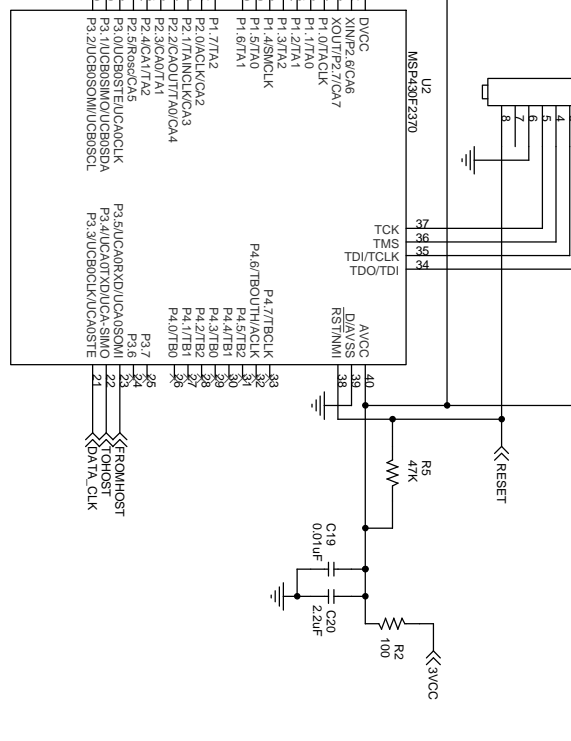 U2
MSP430F2370
DVCC
XIN/P2.6/CA6
XOUT/P2.7/CA7
P1.0/TACLK
P1.1/TA0
P1.2/TA1
P1.3/TA2
P1.4/SMCLK
P1.5/TA0
P1.6/TA1
P1.7/TA2
P2.0/ACLK/CA2
P2.1/TAINCLK/CA3
P2.2/CAOUT/TA0/CA4
P2.3/CA0/TA1
P2.4/CA1/TA2
P2.5/Rosc/CA5
P3.0/UCB0STE/UCA0CLK
P3.1/UCB0SIMO/UCB0SDA
P3.2/UCB0SOMI/UCB0SCL
4
5
6
7
8
TCK 37
TMS 36
TDI/TCLK 35
TDO/TDI 34
AVCC 40
D/AVSS 39
RST/NMI 38
P4.7/TBCLK 33
P4.6/TBOUTH/ACLK 32
P4.5/TB2 31
P4.4/TB1 30
P4.3/TB0 29
P4.2/TB2 28
P4.1/TB1 27
P4.0/TB0 26
P3.7 25
P3.6 24
P3.5/UCA0RXD/UCA0SOMI 23
P3.4/UCA0TXD/UCA-SIMO 22
P3.3/UCB0CLK/UCA0STE 21
FROMHOST
TOHOST
DATA_CLK
RESET
R5
47K
C19
0.01uF
C20
2.2uF
R2
100
3VCC